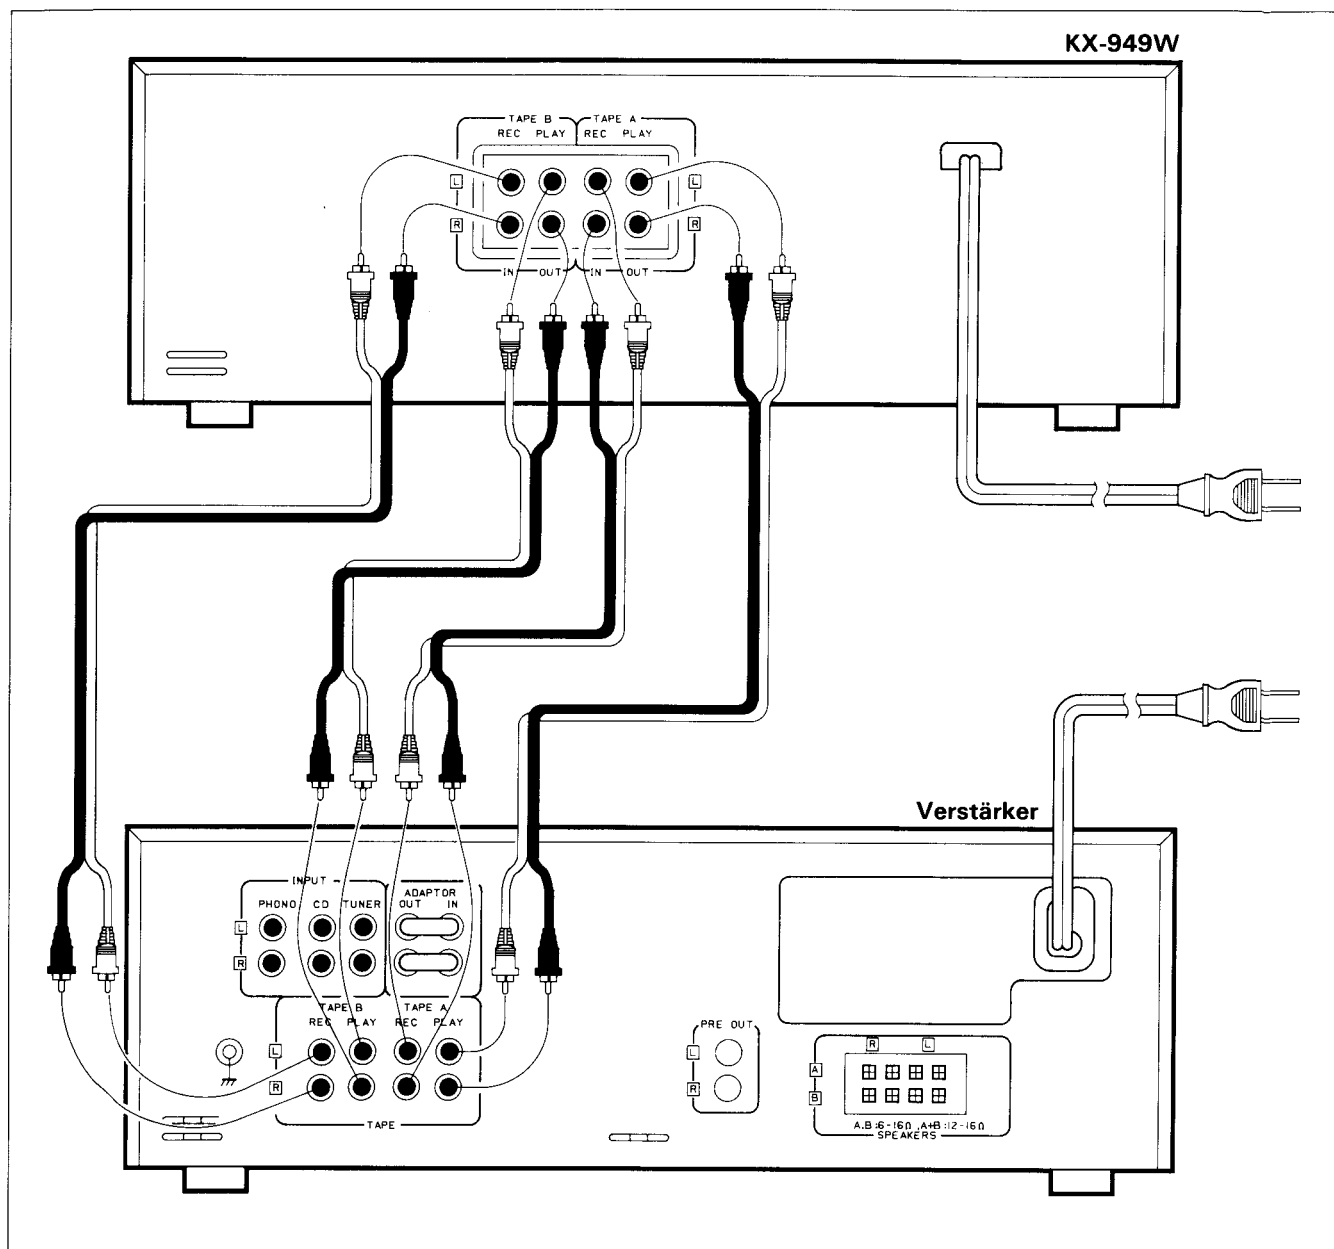 KX-949W
TAPE B TAPE A
REC PLAY REC PLAY
L L
R R
IN OUT IN OUT
Verstärker
INPUT
PHONO CD TUNER
ADAPTOR
OUT IN
L
R
TAPE B TAPE A
REC PLAY REC PLAY
L
R
TAPE
PRE OUT
L
R
R L
A
B
A.B:6-16Ω ,A+B:12-16Ω
SPEAKERS